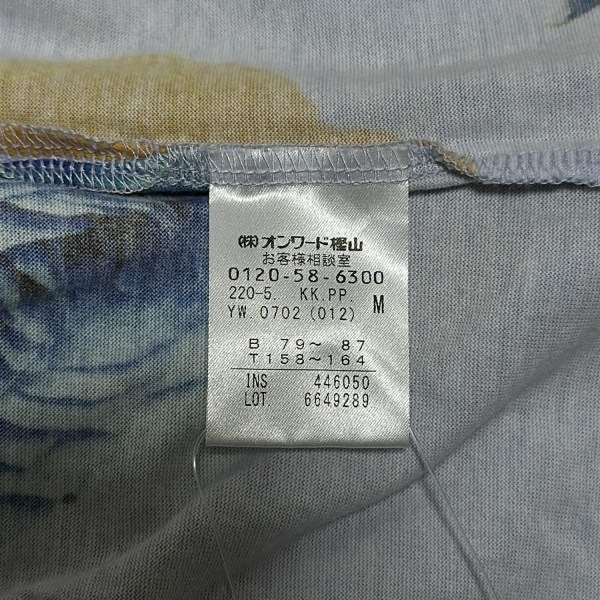 (株)オンワード樫山
お客様相談室
0120-58-6300
220-5. KK.PP. M
YW 0702 (012)
B 79～ 87
T158～164
INS 446050
LOT 6649289